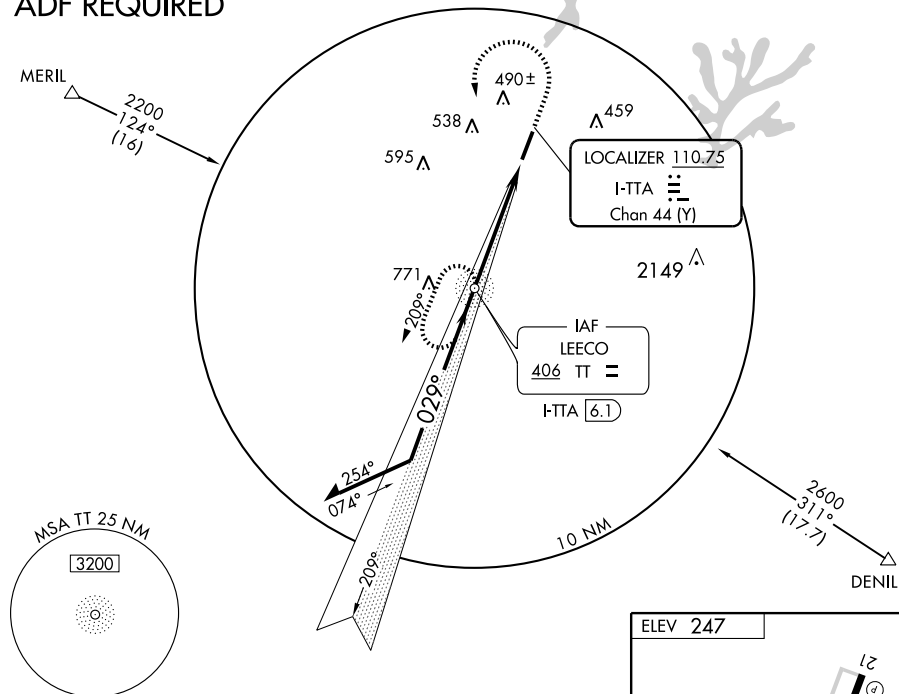 ADF REQUIRED
MERIL
2200
124°
(16)
490±
538
459
595
LOCALIZER 110.75
I-TTA
Chan 44 (Y)
2149
771
209°
IAF
LEECO
406 TT
I-TTA 6.1
029°
254°
074°
209°
10 NM
2600
311°
(17.7)
DENIL
MSA TT 25 NM
3200
ELEV 247
21
P